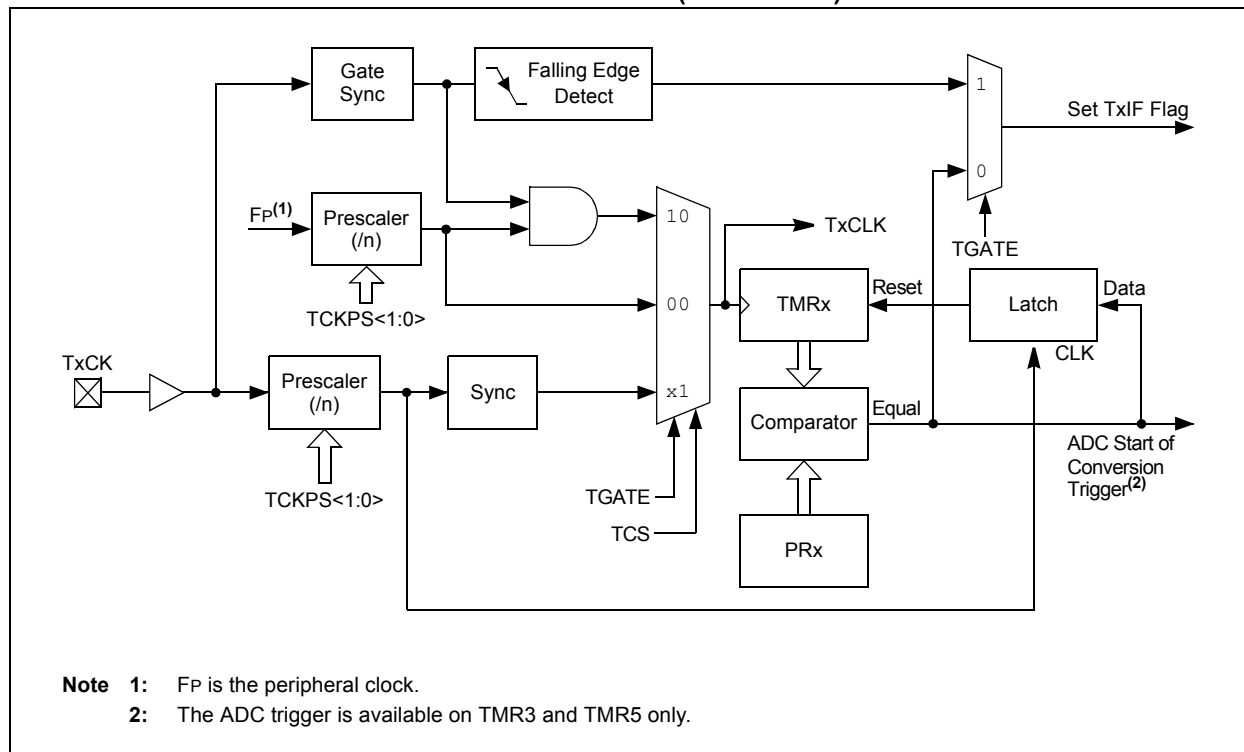 Gate
Sync
Falling Edge
Detect
1
Set TxIF Flag
0
FP(1)
Prescaler
(/n)
10
TxCLK
TGATE
TCKPS<1:0>
00
TMRx
Reset
Latch
Data
CLK
TxCK
Prescaler
(/n)
Sync
x1
Comparator
Equal
TCKPS<1:0>
TGATE
TCS
ADC Start of
Conversion
Trigger(2)
PRx
Note 1: FP is the peripheral clock.
2: The ADC trigger is available on TMR3 and TMR5 only.